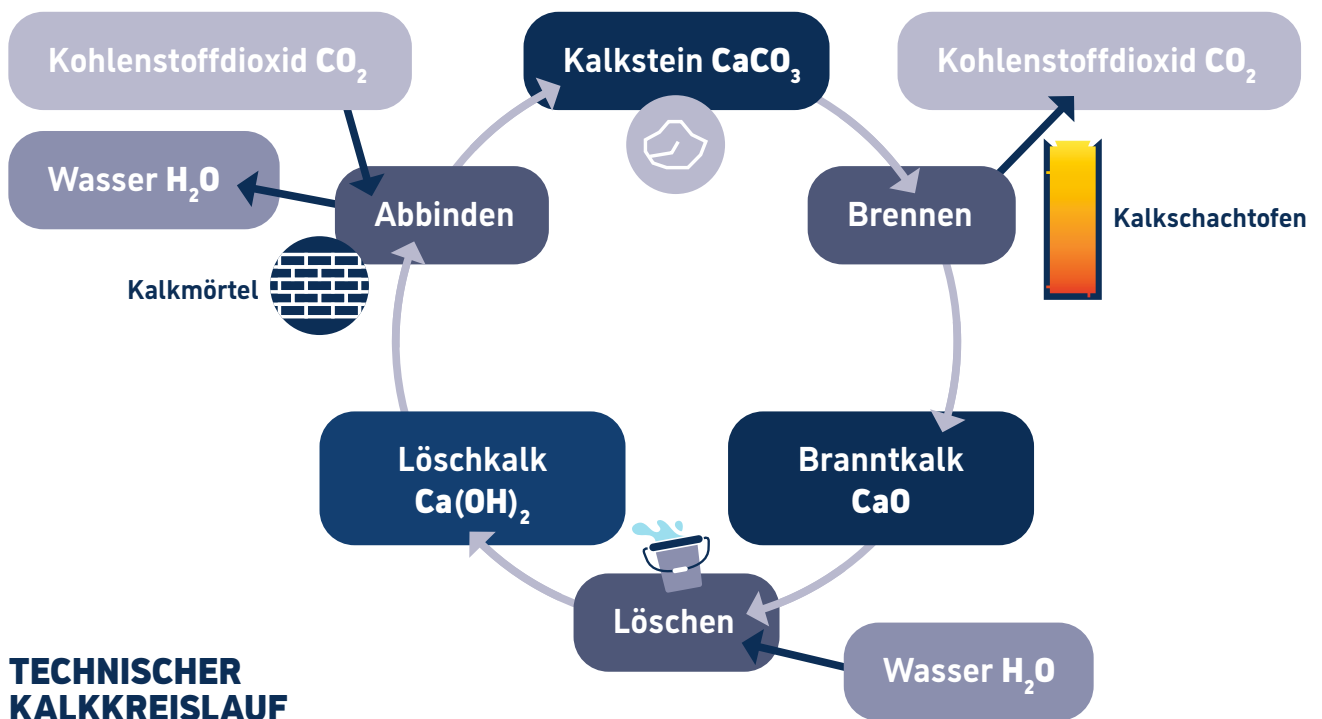 Kohlenstoffdioxid CO₂
Kalkstein CaCO₃
Kohlenstoffdioxid CO₂
Wasser H₂O
Abbinden
Brennen
Kalkschachtofen
Kalkmörtel
Löschkalk
Ca(OH)₂
Branntkalk
CaO
Löschen
Wasser H₂O
TECHNISCHER
KALKKREISLAUF